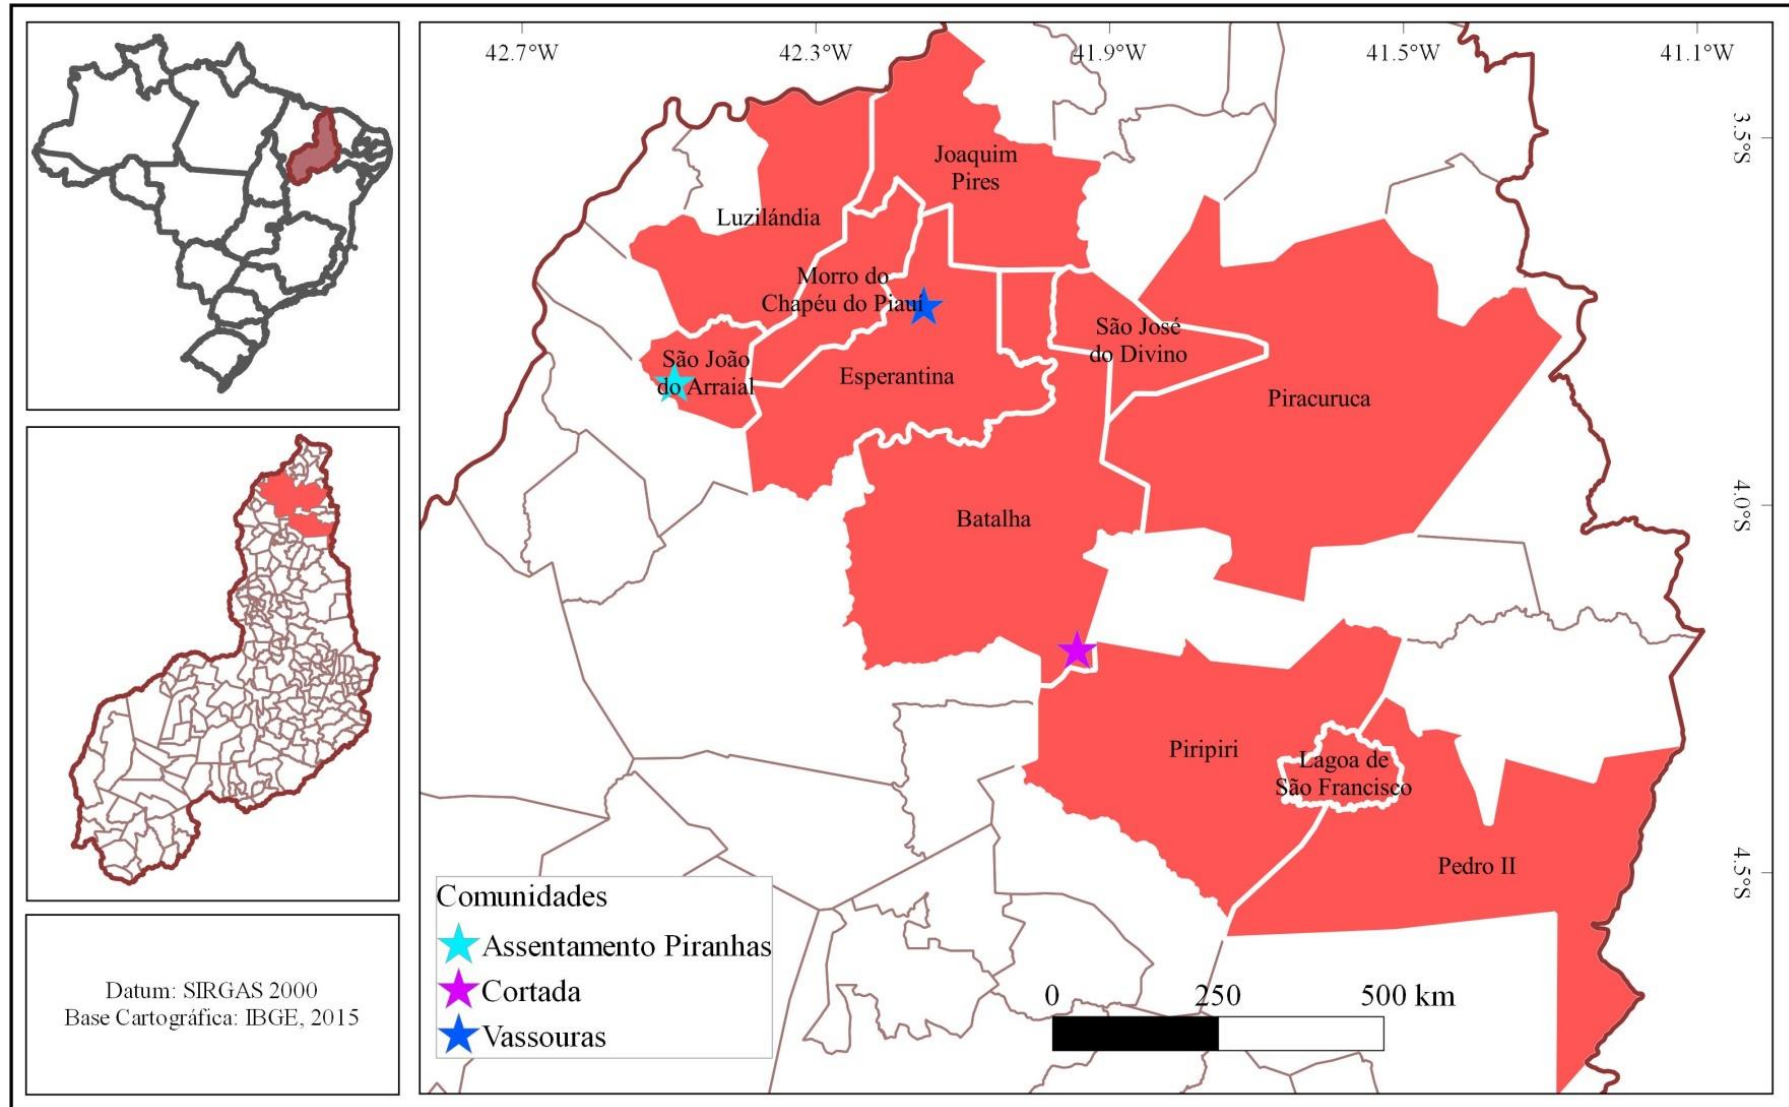 42.7°W
42.3°W
41.9°W
41.5°W
41.1°W
3.5°S
4.0°S
4.5°S
Joaquim
Pires
Luzilândia
Morro do
Chapéu do Piauí
São João
do Arraial
Esperantina
São José
do Divino
Piracuruca
Batalha
Piripiri
Lagoa de
São Francisco
Pedro II
Comunidades
Assentamento Piranhas
Cortada
Vassouras
0 250 500 km
Datum: SIRGAS 2000
Base Cartográfica: IBGE, 2015